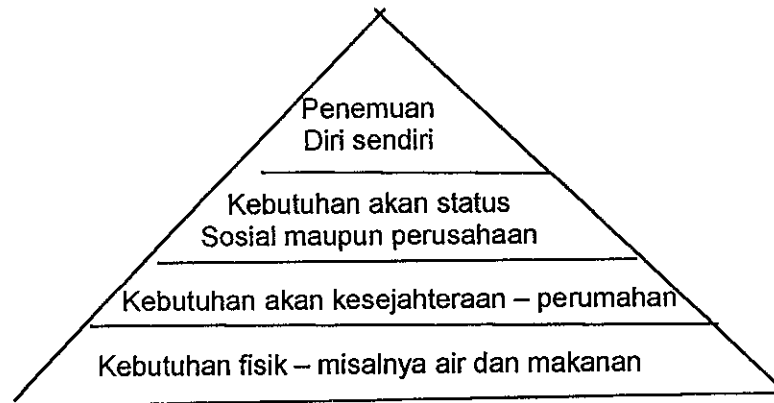 Penemuan
Diri sendiri
Kebutuhan akan status
Sosial maupun perusahaan
Kebutuhan akan kesejahteraan – perumahan
Kebutuhan fisik – misalnya air dan makanan